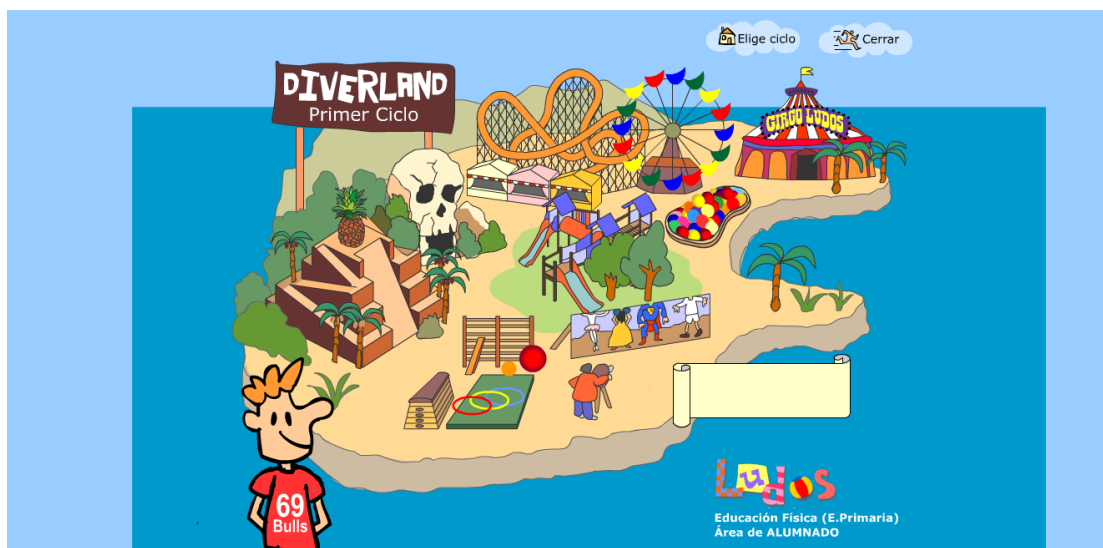 Elige ciclo
Cerrar
DIVERLAND
Primer Ciclo
CIRCO LUDOS
69
Bulls
Ludos
Educación Física (E.Primaria)
Área de ALUMNADO